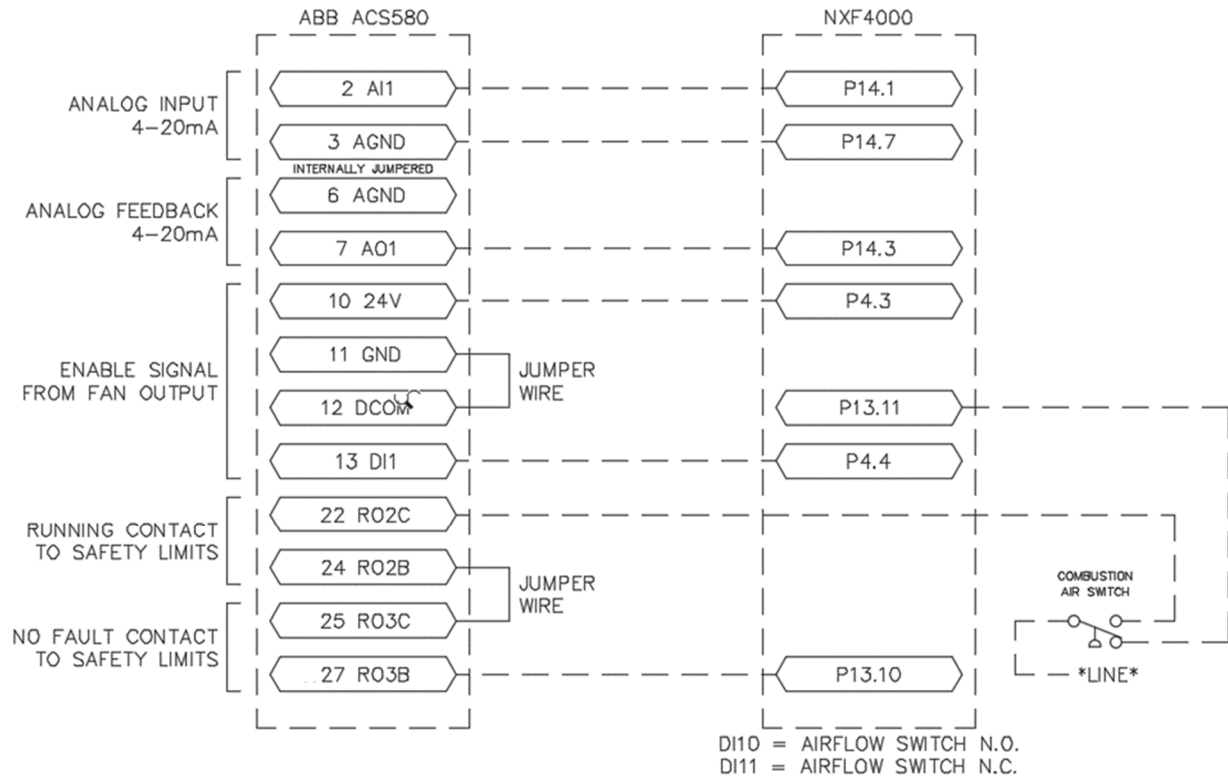 ABB ACS580
NXF4000
ANALOG INPUT
4-20mA
2 AI1
P14.1
3 AGND
P14.7
INTERNALLY JUMPERED
ANALOG FEEDBACK
4-20mA
6 AGND
7 AO1
P14.3
ENABLE SIGNAL
FROM FAN OUTPUT
10 24V
P4.3
11 GND
JUMPER
WIRE
12 DCOM
P13.11
13 DI1
P4.4
RUNNING CONTACT
TO SAFETY LIMITS
22 RO2C
24 RO2B
JUMPER
WIRE
COMBUSTION
AIR SWITCH
NO FAULT CONTACT
TO SAFETY LIMITS
25 RO3C
27 RO3B
P13.10
*LINE*
DI10 = AIRFLOW SWITCH N.O.
DI11 = AIRFLOW SWITCH N.C.